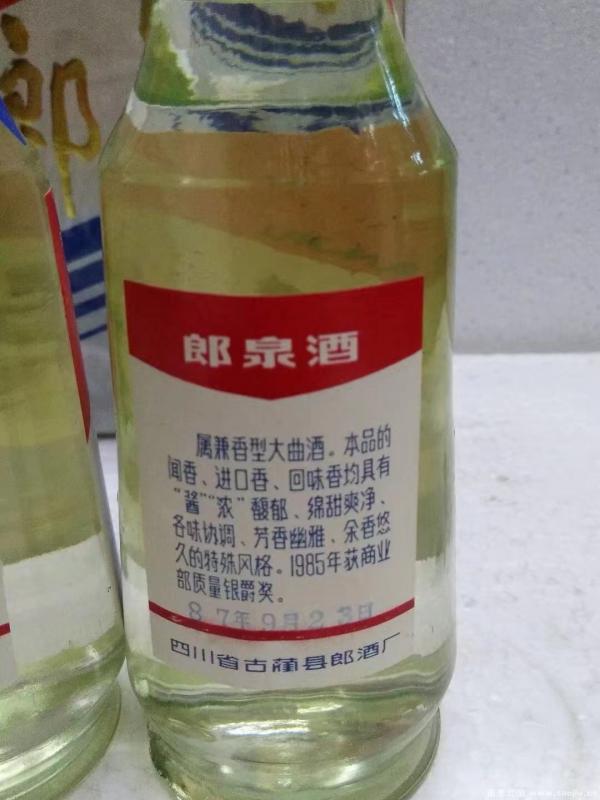 郎
郎泉酒
属兼香型大曲酒。本品的
闻香、进口香、回味香均具有
“酱”“浓”馥郁、绵甜爽净、
各味协调、芳香幽雅、余香悠
久的特殊风格。1985年获商业
部质量银爵奖。
87年9月23日
四川省古蔺县郎酒厂